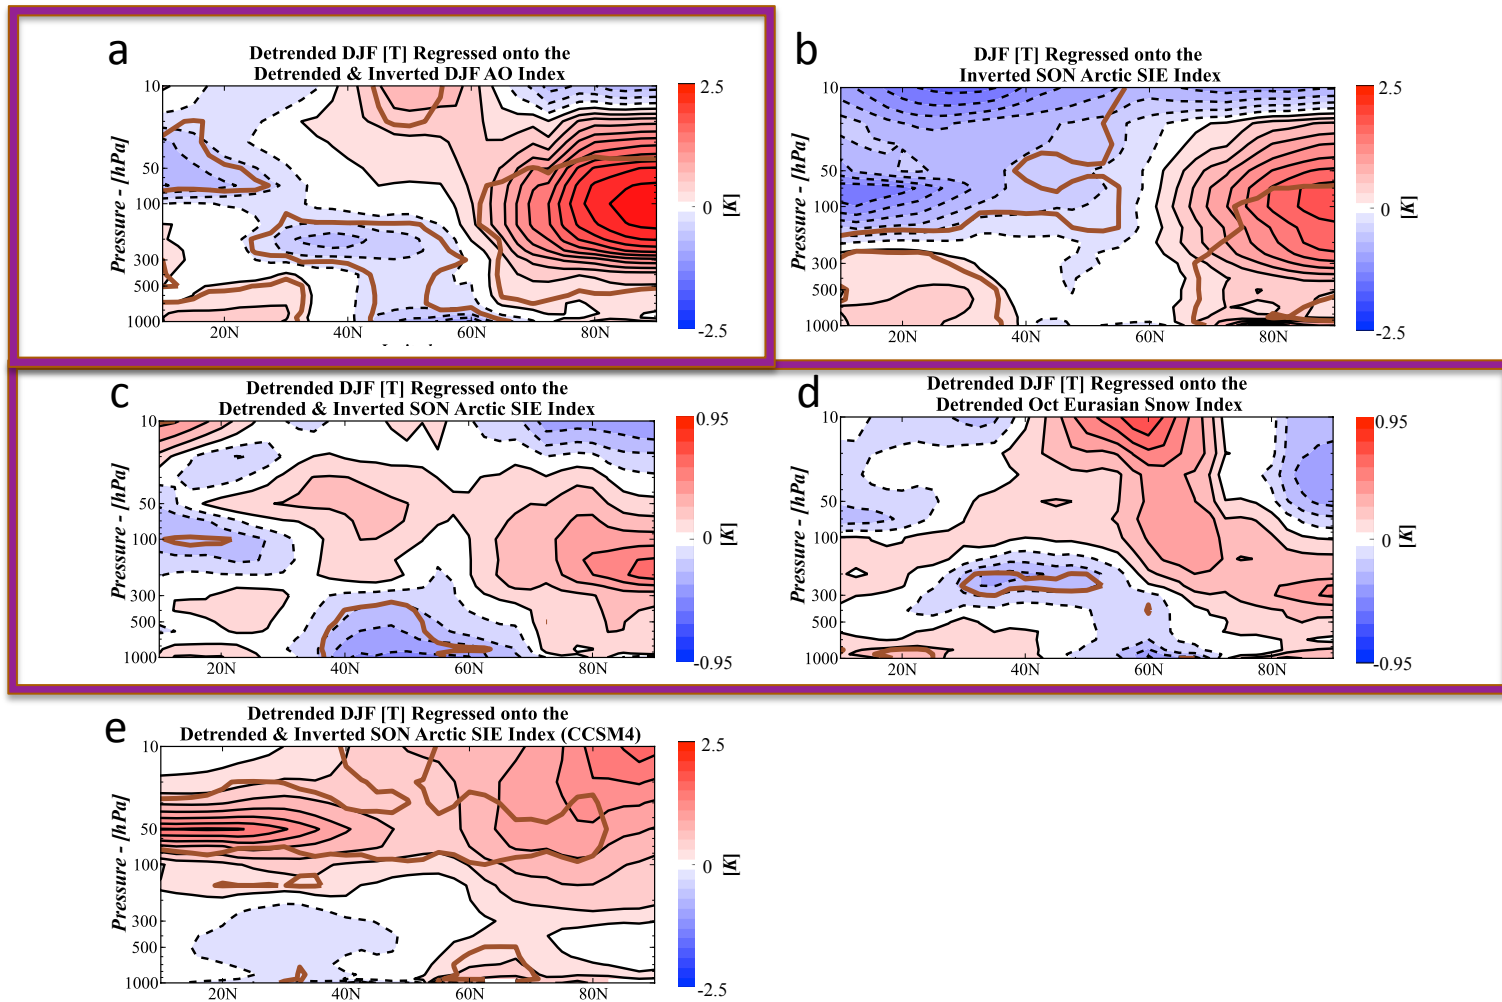 a
Detrended DJF [T] Regressed onto the
Detrended & Inverted DJF AO Index
Pressure - [hPa]
10
50
100
300
500
1000
20N
40N
60N
80N
2.5
0
-2.5
[K]
b
DJF [T] Regressed onto the
Inverted SON Arctic SIE Index
Pressure - [hPa]
10
50
100
300
500
1000
20N
40N
60N
80N
2.5
0
-2.5
[K]
c
Detrended DJF [T] Regressed onto the
Detrended & Inverted SON Arctic SIE Index
Pressure - [hPa]
10
50
100
300
500
1000
20N
40N
60N
80N
0.95
0
-0.95
[K]
d
Detrended DJF [T] Regressed onto the
Detrended Oct Eurasian Snow Index
Pressure - [hPa]
10
50
100
300
500
1000
20N
40N
60N
80N
0.95
0
-0.95
[K]
e
Detrended DJF [T] Regressed onto the
Detrended & Inverted SON Arctic SIE Index (CCSM4)
Pressure - [hPa]
10
50
100
300
500
1000
20N
40N
60N
80N
2.5
0
-2.5
[K]